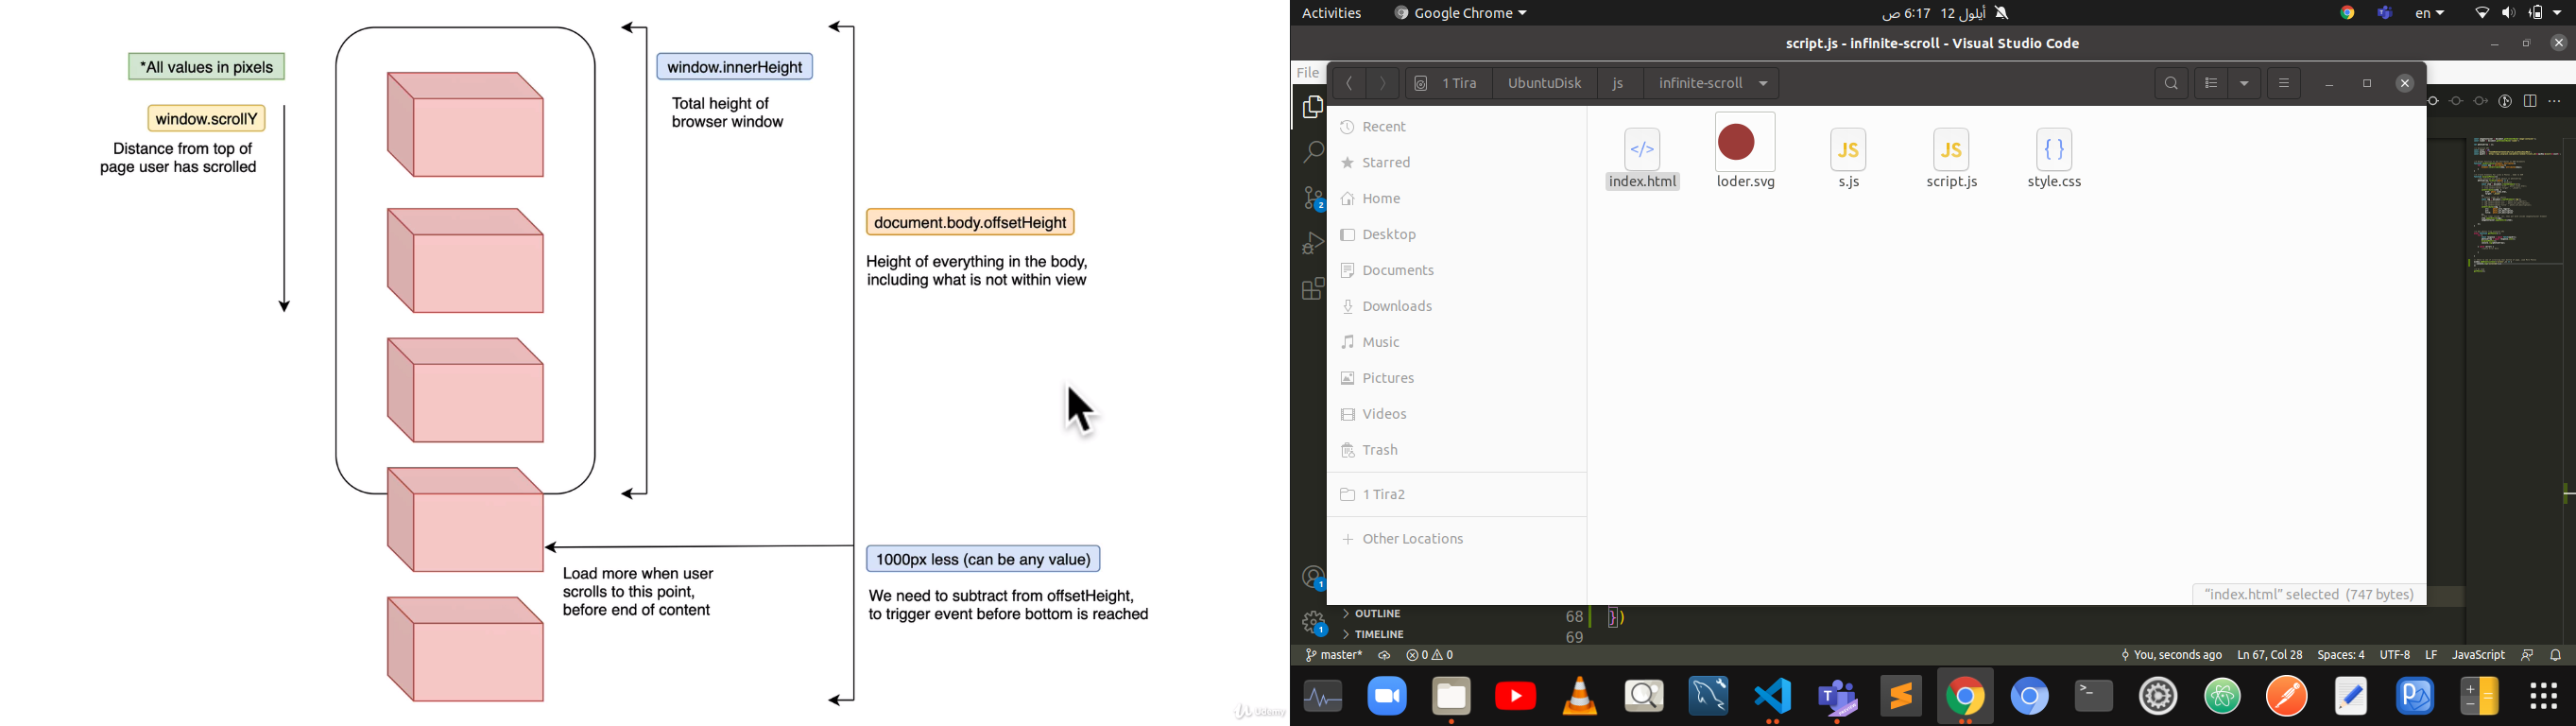 *All values in pixels
window.scrollY
Distance from top of
page user has scrolled
window.innerHeight
Total height of
browser window
document.body.offsetHeight
Height of everything in the body,
including what is not within view
1000px less (can be any value)
We need to subtract from offsetHeight,
to trigger event before bottom is reached
Load more when user
scrolls to this point,
before end of content
Udemy
Activities
Google Chrome
أيلول 12 6:17 ص
en
script.js - infinite-scroll - Visual Studio Code
File
1 Tira
UbuntuDisk
js
infinite-scroll
Recent
Starred
Home
Desktop
Documents
Downloads
Music
Pictures
Videos
Trash
1 Tira2
Other Locations
</>
index.html
loder.svg
JS
s.js
JS
script.js
{ }
style.css
"index.html" selected (747 bytes)
2
1
1
OUTLINE
TIMELINE
68 })
69
master*
0 0
You, seconds ago
Ln 67, Col 28
Spaces: 4
UTF-8
LF
JavaScript